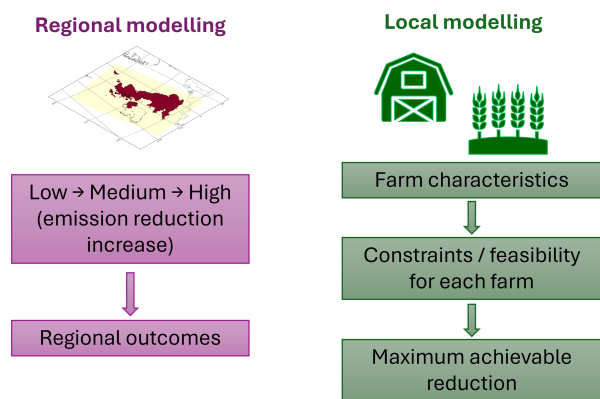 Regional modelling
Low → Medium → High
(emission reduction
increase)
Regional outcomes
Local modelling
Farm characteristics
Constraints / feasibility
for each farm
Maximum achievable
reduction